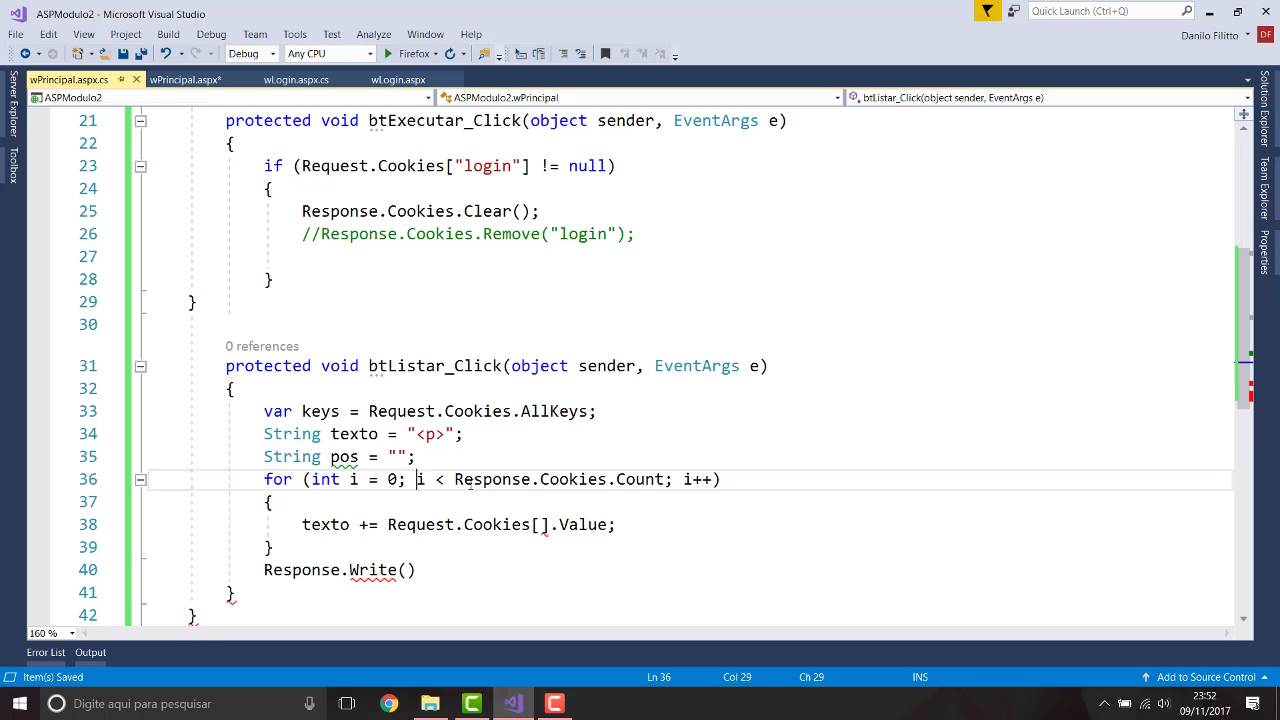 ASPModulo2 - Microsoft Visual Studio
Quick Launch (Ctrl+Q)
File Edit View Project Build Debug Team Tools Test Analyze Window Help
Danilo Filitto DF
Debug Any CPU Firefox
wPrincipal.aspx.cs wPrincipal.aspx* wLogin.aspx.cs wLogin.aspx
ASPModulo2 ASPModulo2.wPrincipal btListar_Click(object sender, EventArgs e)
Server Explorer
Toolbox
Solution Explorer
Team Explorer
Properties
21 protected void btExecutar_Click(object sender, EventArgs e)
22 {
23 if (Request.Cookies["login"] != null)
24 {
25 Response.Cookies.Clear();
26 //Response.Cookies.Remove("login");
27
28 }
29 }
30
0 references
31 protected void btListar_Click(object sender, EventArgs e)
32 {
33 var keys = Request.Cookies.AllKeys;
34 String texto = "<p>";
35 String pos = "";
36 for (int i = 0; i < Response.Cookies.Count; i++)
37 {
38 texto += Request.Cookies[].Value;
39 }
40 Response.Write()
41 }
42 }
160 %
Error List Output
Item(s) Saved Ln 36 Col 29 Ch 29 INS Add to Source Control
Digite aqui para pesquisar
23:52
09/11/2017